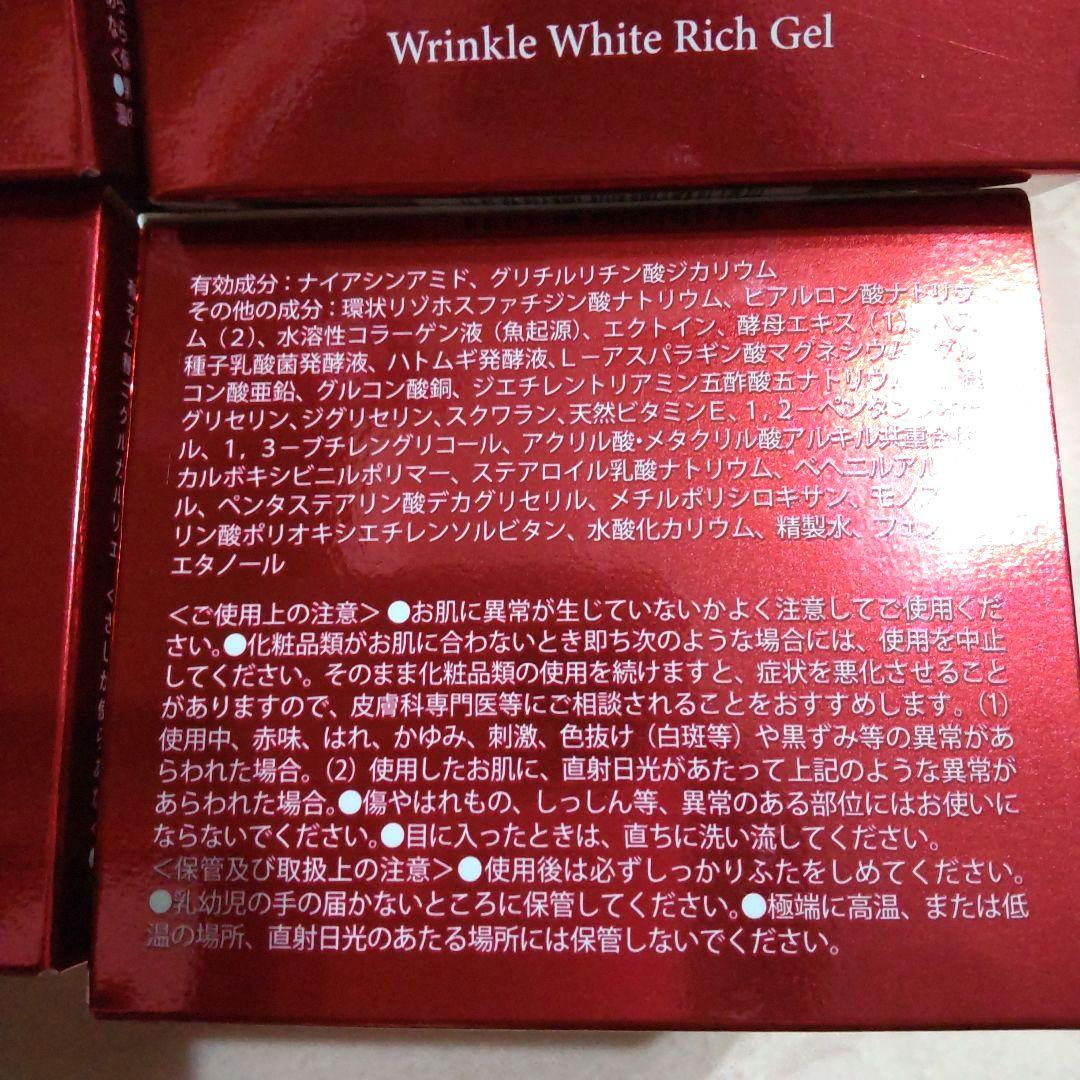 Wrinkle White Rich Gel
有効成分：ナイアシンアミド、グリチルリチン酸ジカリウム
その他の成分：環状リゾホスファチジン酸ナトリウム、ヒアルロン酸ナトリウ
ム（2）、水溶性コラーゲン液（魚起源）、エクトイン、酵母エキス（1）、ハス
種子乳酸菌発酵液、ハトムギ発酵液、L－アスパラギン酸マグネシウム、グル
コン酸亜鉛、グルコン酸銅、ジエチレントリアミン五酢酸五ナトリウ
グリセリン、ジグリセリン、スクワラン、天然ビタミンE、1，2－ペンタンジオー
ル、1，3－ブチレングリコール、アクリル酸・メタクリル酸アルキル共重合
カルボキシビニルポリマー、ステアロイル乳酸ナトリウム、ベヘニルアル
ル、ペンタステアリン酸デカグリセリル、メチルポリシロキサン、モノ
リン酸ポリオキシエチレンソルビタン、水酸化カリウム、精製水、フェ
エタノール
＜ご使用上の注意＞●お肌に異常が生じていないかよく注意してご使用くだ
さい。●化粧品類がお肌に合わないとき即ち次のような場合には、使用を中止
してください。そのまま化粧品類の使用を続けますと、症状を悪化させること
がありますので、皮膚科専門医等にご相談されることをおすすめします。（1）
使用中、赤味、はれ、かゆみ、刺激、色抜け（白斑等）や黒ずみ等の異常があ
らわれた場合。（2）使用したお肌に、直射日光があたって上記のような異常が
あらわれた場合。●傷やはれもの、しっしん等、異常のある部位にはお使いに
ならないでください。●目に入ったときは、直ちに洗い流してください。
＜保管及び取扱上の注意＞●使用後は必ずしっかりふたをしめてください。
●乳幼児の手の届かないところに保管してください。●極端に高温、または低
温の場所、直射日光のあたる場所には保管しないでください。